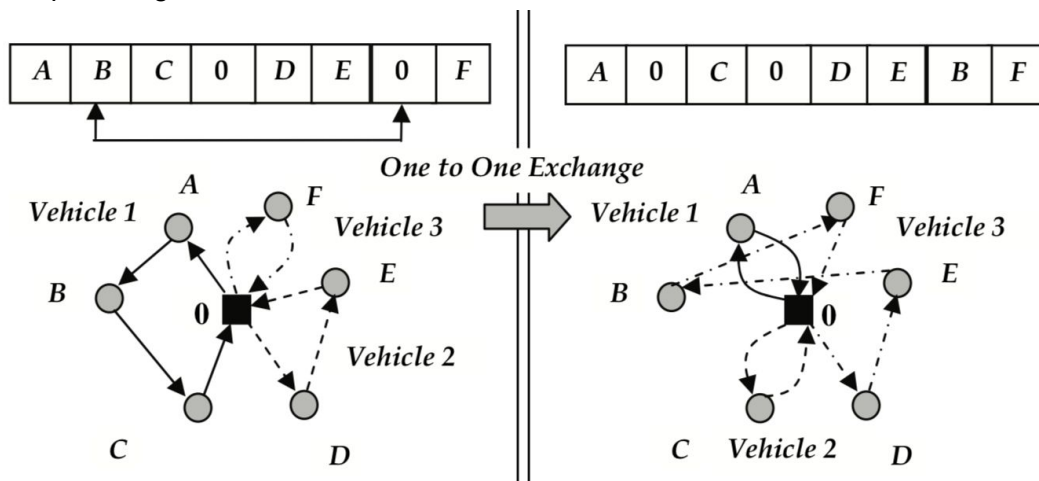 A B C 0 D E 0 F
A 0 C 0 D E B F
One to One Exchange
A
F
Vehicle 1
Vehicle 3
B
E
0
Vehicle 2
C
D
A
F
Vehicle 1
Vehicle 3
B
E
0
C
Vehicle 2
D